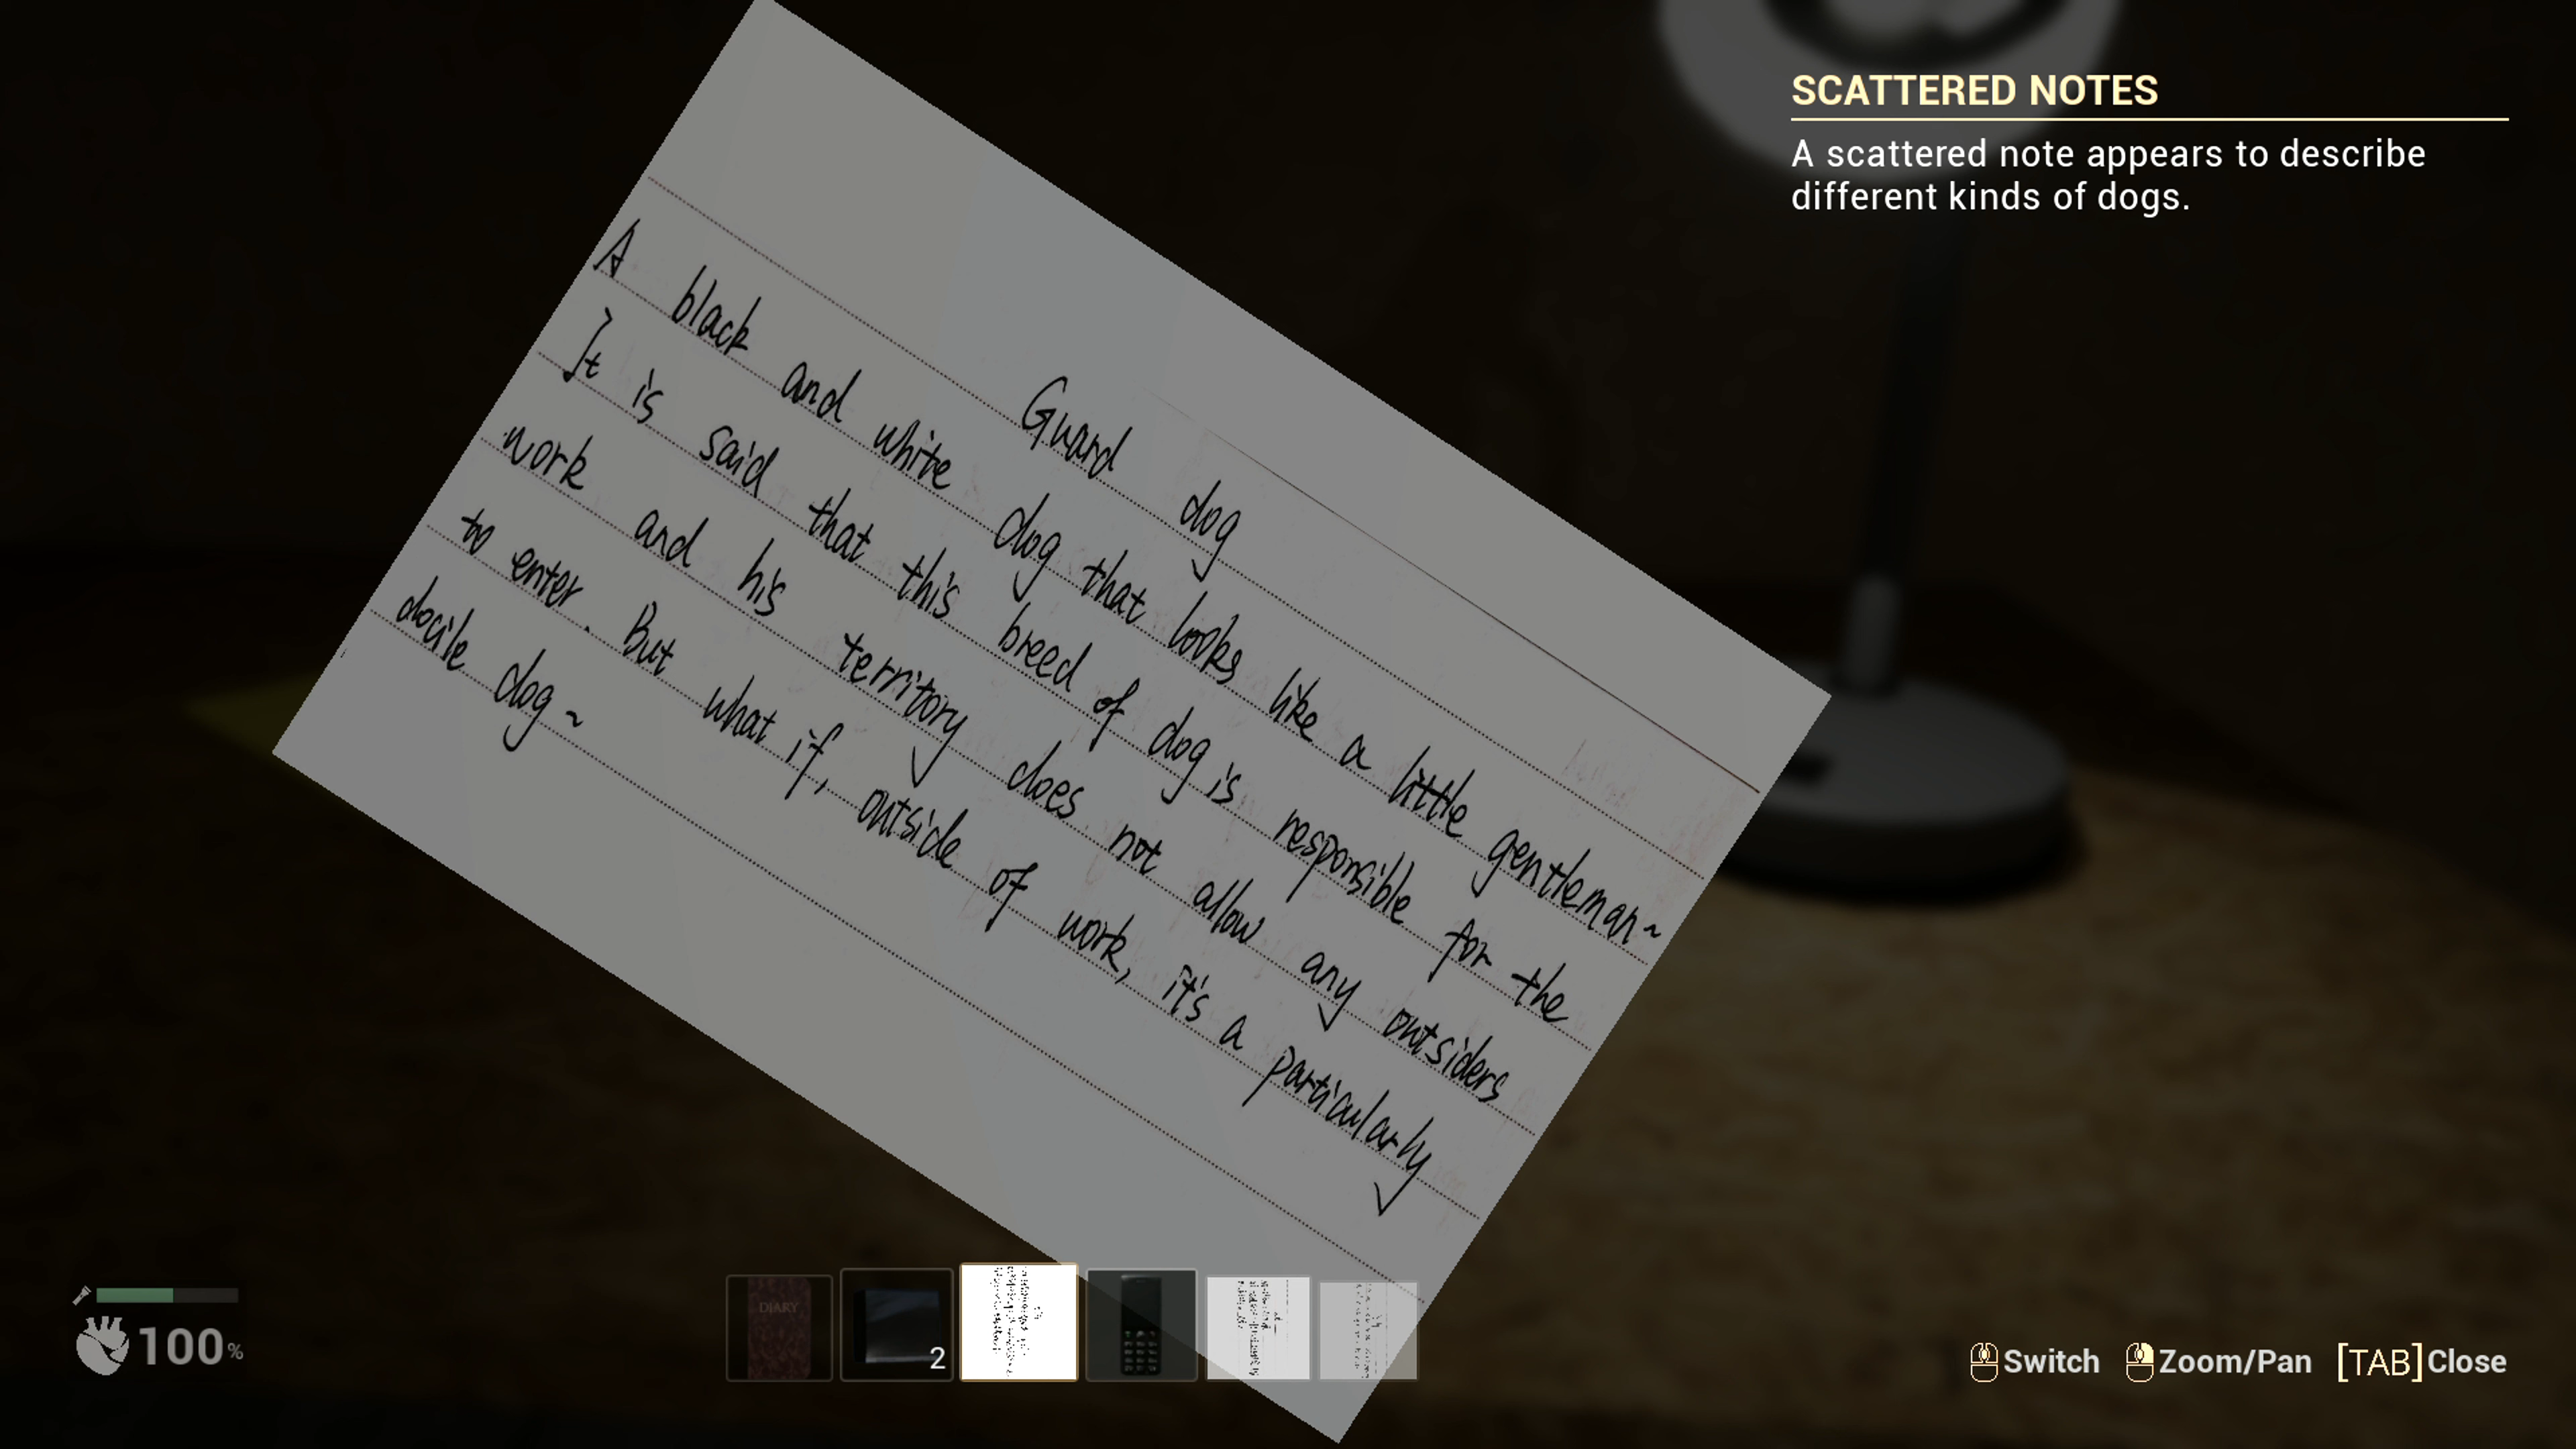 SCATTERED NOTES
A scattered note appears to describe
different kinds of dogs.
Guard dog
A black and white dog that looks like a little gentleman~
It is said that this breed of dog is responsible for the
work and his territory does not allow any outsiders
to enter. But what if, outside of work, it's a particularly
docile dog~
DIARY
2
100%
Switch
Zoom/Pan
[TAB]Close